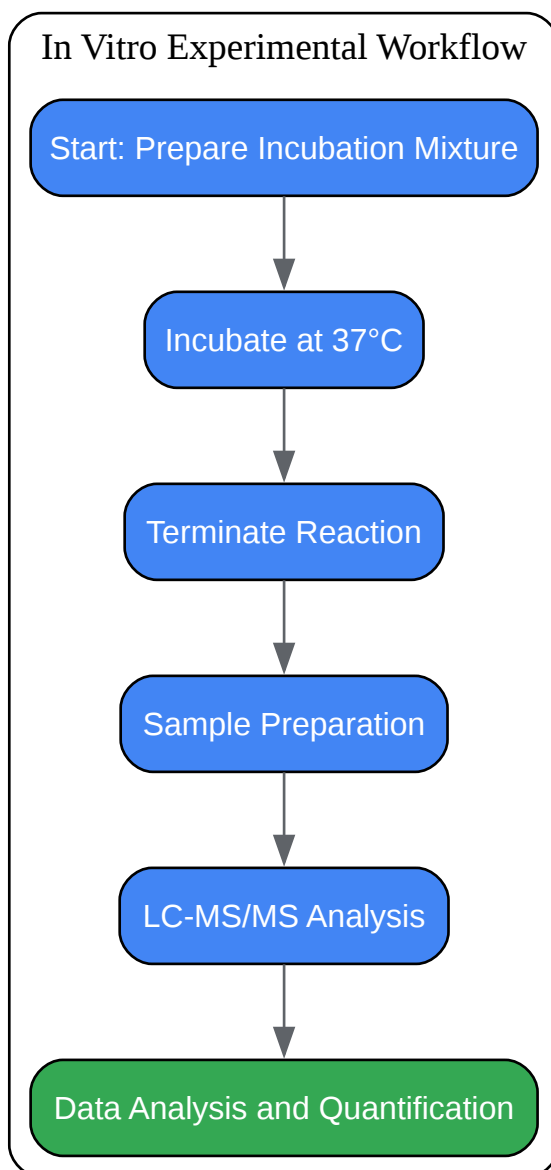 In Vitro Experimental Workflow
Start: Prepare Incubation Mixture
Incubate at 37°C
Terminate Reaction
Sample Preparation
LC-MS/MS Analysis
Data Analysis and Quantification